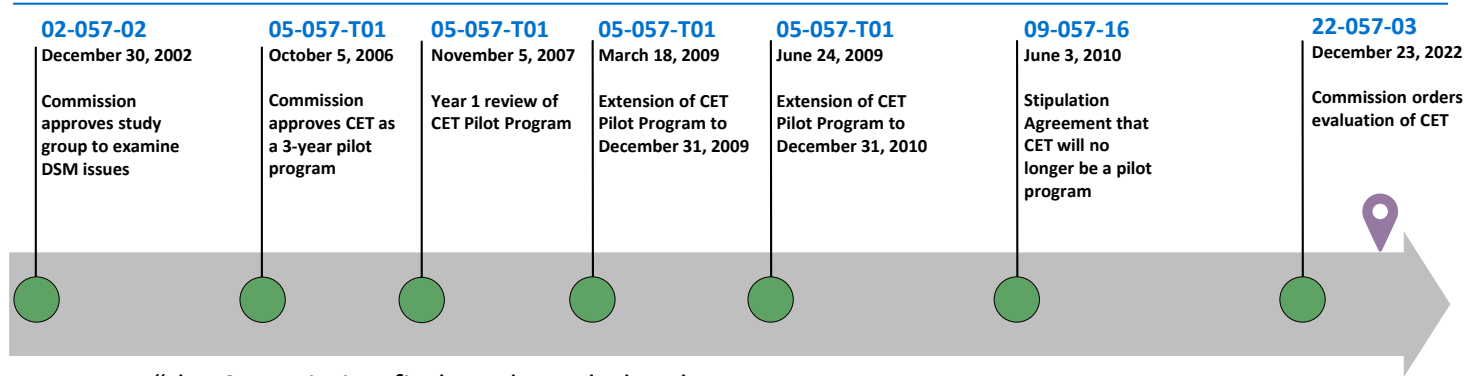 02-057-02
December 30, 2002
Commission
approves study
group to examine
DSM issues
05-057-T01
October 5, 2006
Commission
approves CET as
a 3-year pilot
program
05-057-T01
November 5, 2007
Year 1 review of
CET Pilot Program
05-057-T01
March 18, 2009
Extension of CET
Pilot Program to
December 31, 2009
05-057-T01
June 24, 2009
Extension of CET
Pilot Program to
December 31, 2010
09-057-16
June 3, 2010
Stipulation
Agreement that
CET will no
longer be a pilot
program
22-057-03
December 23, 2022
Commission orders
evaluation of CET